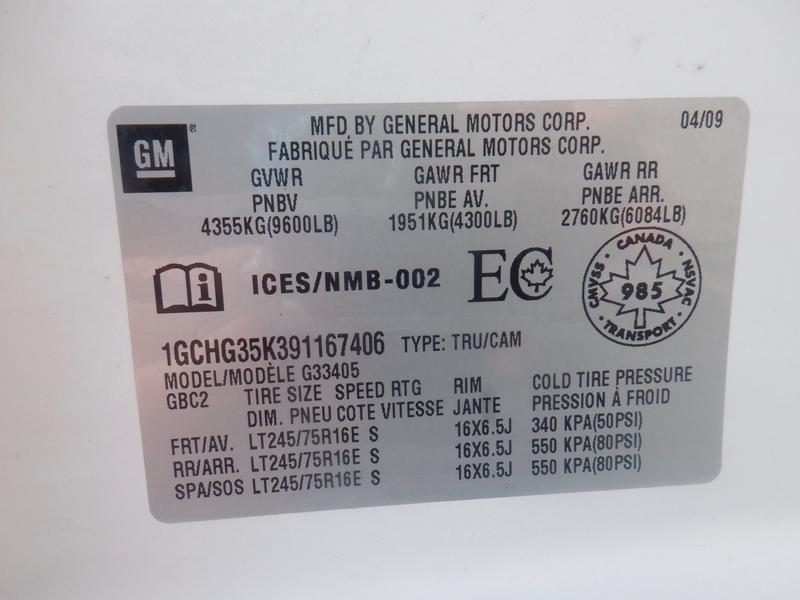 GM
MFD BY GENERAL MOTORS CORP. 04/09
FABRIQUÉ PAR GENERAL MOTORS CORP.
GVWR GAWR FRT GAWR RR
PNBV PNBE AV. PNBE ARR.
4355KG(9600LB) 1951KG(4300LB) 2760KG(6084LB)
i ICES/NMB-002 EC
CANADA
CMVSS 985 NSVAC
TRANSPORT
1GCHG35K391167406 TYPE: TRU/CAM
MODEL/MODÈLE G33405
GBC2 TIRE SIZE SPEED RTG RIM COLD TIRE PRESSURE
DIM. PNEU COTE VITESSE JANTE PRESSION À FROID
FRT/AV. LT245/75R16E S 16X6.5J 340 KPA(50PSI)
RR/ARR. LT245/75R16E S 16X6.5J 550 KPA(80PSI)
SPA/SOS LT245/75R16E S 16X6.5J 550 KPA(80PSI)